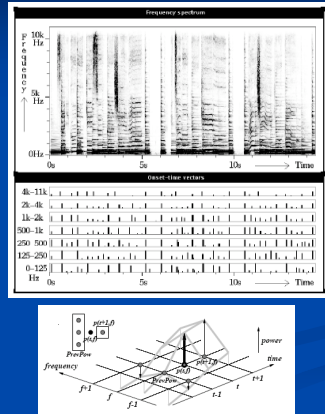 Frequency spectrum
10k
Hz
Frequency
5k
Hz
0Hz
0s 5s 10s Time
Onset-time vectors
4k-11k
2k-4k
1k-2k
500-1k
250-500
125-250
0-125
Hz
0s 5s 10s Time
p(t+1,f)
p(t,f)
PrevPow
power
time
frequency
p(t+1,f)
p(t,f)
PrevPow
f+1
f
f-1
t-1
t
t+1